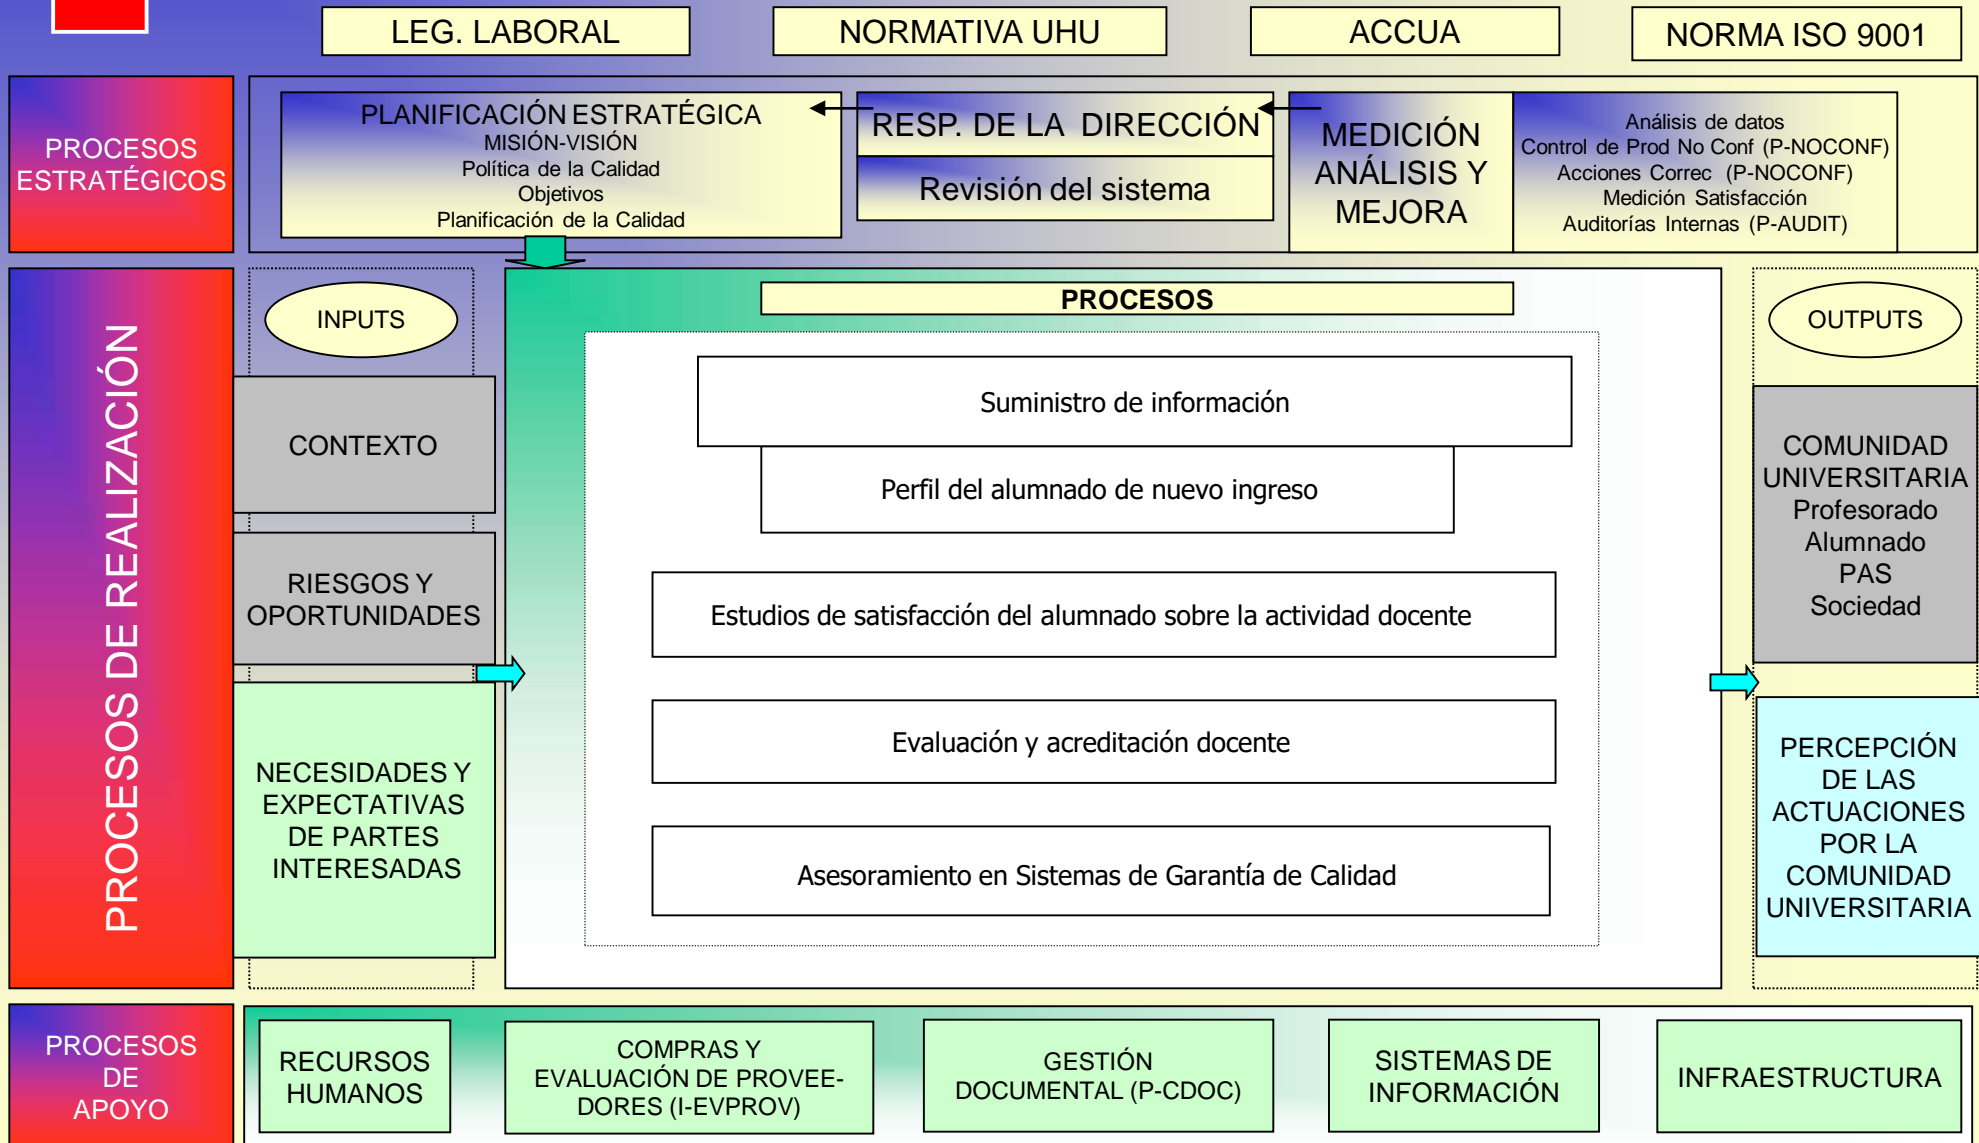 LEG. LABORAL
NORMATIVA UHU
ACCUA
NORMA ISO 9001
PROCESOS
ESTRATÉGICOS
PLANIFICACIÓN ESTRATÉGICA
MISIÓN-VISIÓN
Política de la Calidad
Objetivos
Planificación de la Calidad
RESP. DE LA DIRECCIÓN
Revisión del sistema
MEDICIÓN
ANÁLISIS Y
MEJORA
Análisis de datos
Control de Prod No Conf (P-NOCONF)
Acciones Correc (P-NOCONF)
Medición Satisfacción
Auditorías Internas (P-AUDIT)
PROCESOS DE REALIZACIÓN
INPUTS
CONTEXTO
RIESGOS Y
OPORTUNIDADES
NECESIDADES Y
EXPECTATIVAS
DE PARTES
INTERESADAS
PROCESOS
Suministro de información
Perfil del alumnado de nuevo ingreso
Estudios de satisfacción del alumnado sobre la actividad docente
Evaluación y acreditación docente
Asesoramiento en Sistemas de Garantía de Calidad
OUTPUTS
COMUNIDAD
UNIVERSITARIA
Profesorado
Alumnado
PAS
Sociedad
PERCEPCIÓN
DE LAS
ACTUACIONES
POR LA
COMUNIDAD
UNIVERSITARIA
PROCESOS
DE
APOYO
RECURSOS
HUMANOS
COMPRAS Y
EVALUACIÓN DE PROVEE-
DORES (I-EVPROV)
GESTIÓN
DOCUMENTAL (P-CDOC)
SISTEMAS DE
INFORMACIÓN
INFRAESTRUCTURA